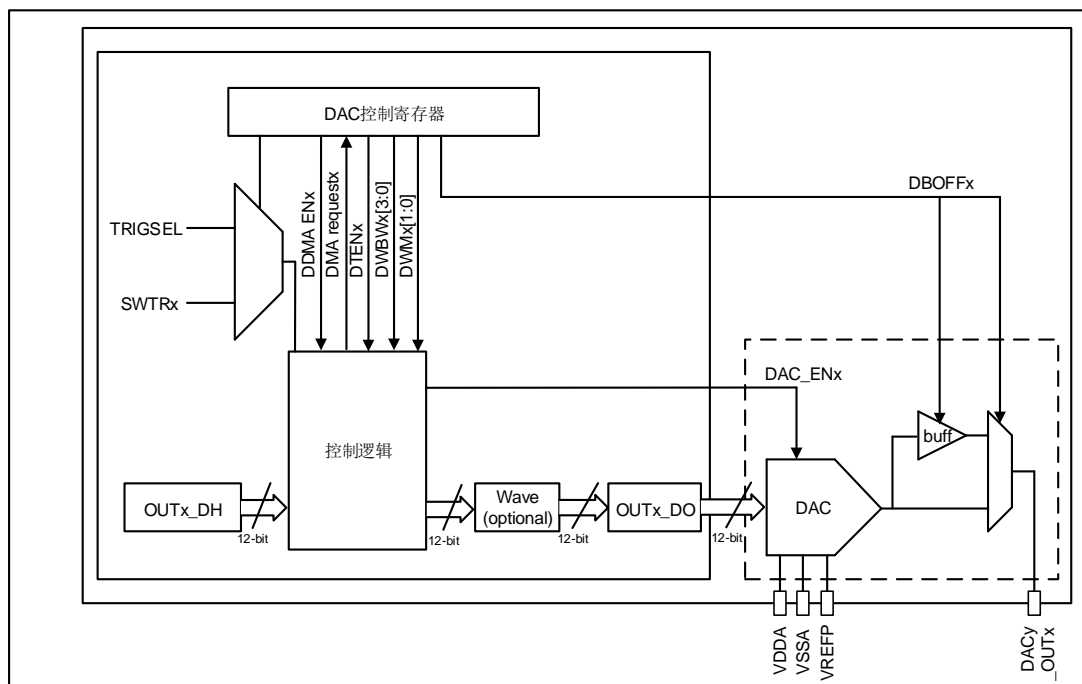 DAC控制寄存器
DBOFFx
TRIGSEL
SWTRx
DDMA ENx
DMA requestx
DTENx
DWBWx[3:0]
DWMx[1:0]
DAC_ENx
buff
控制逻辑
OUTx_DH
12-bit
12-bit
Wave
(optional)
12-bit
OUTx_DO
12-bit
DAC
VDDA
VSSA
VREFP
DACy
_OUTx